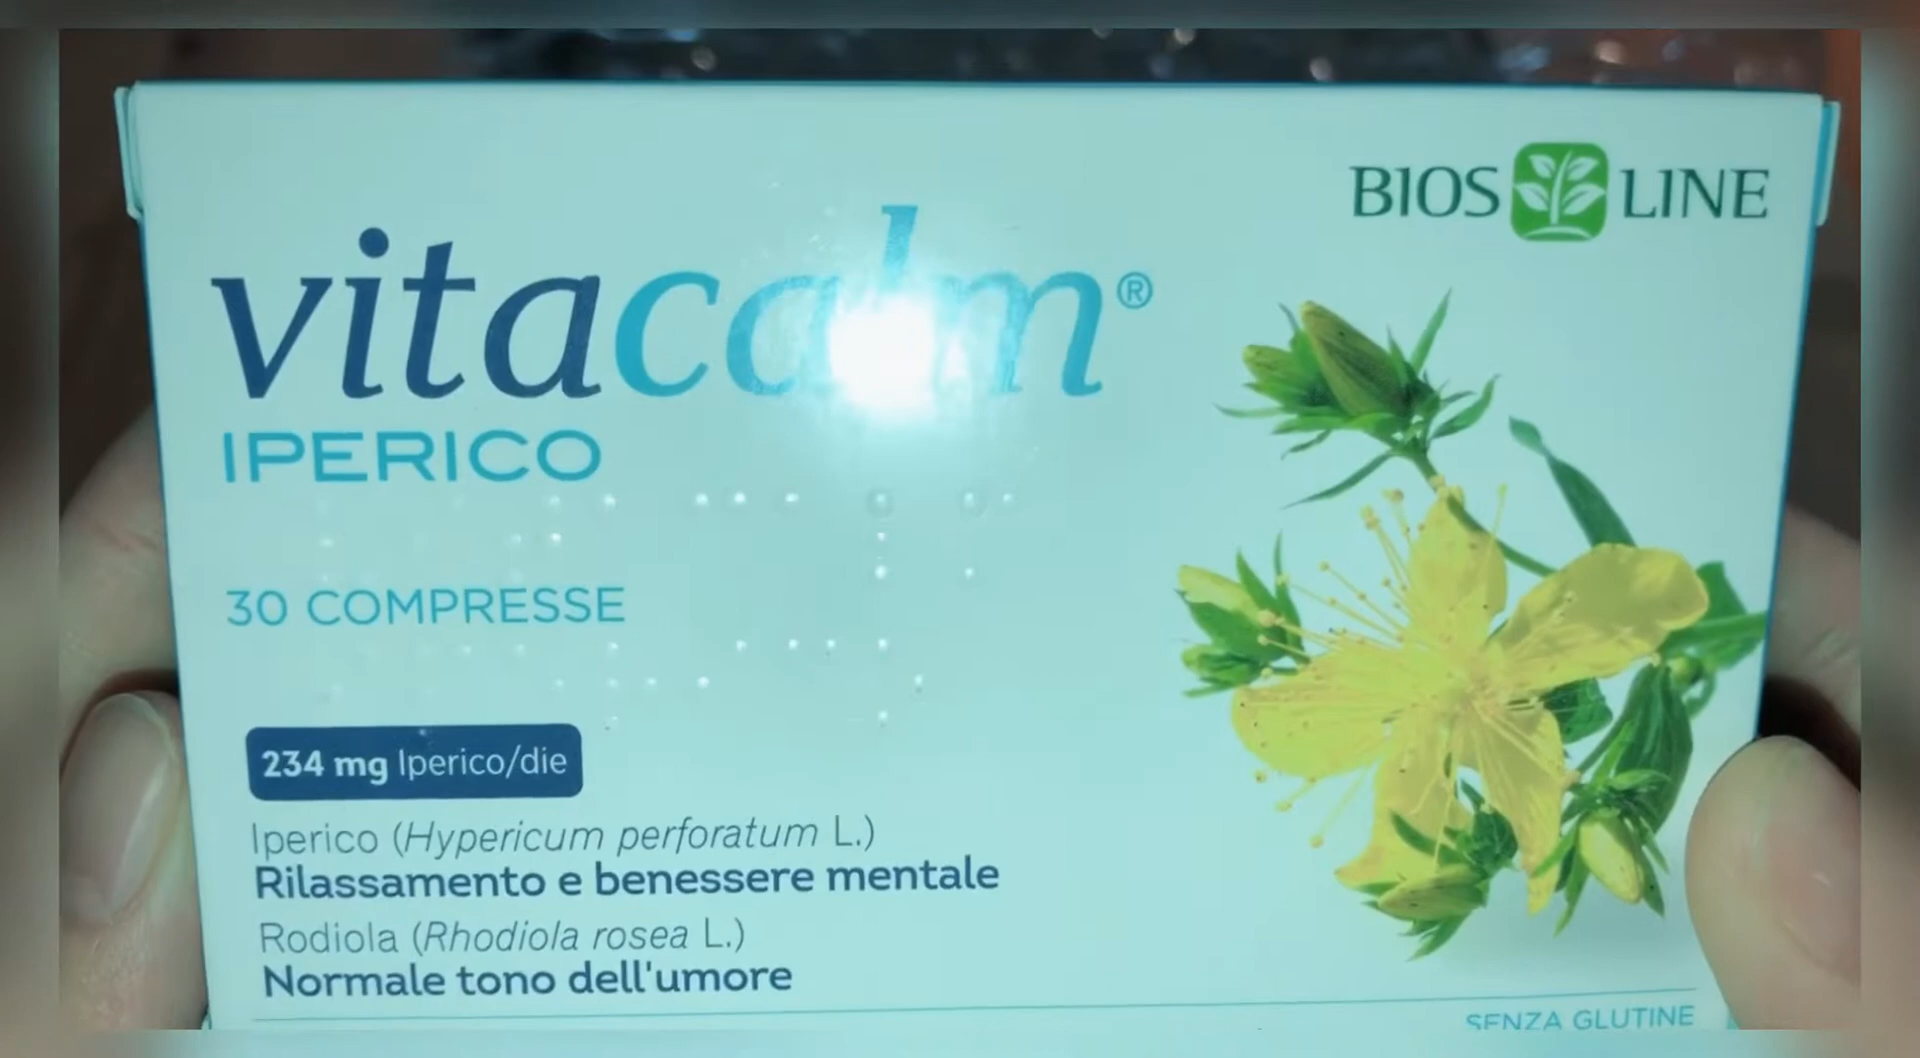 BIOS LINE
vitacalm®
IPERICO
30 COMPRESSE
234 mg Iperico/die
Iperico (Hypericum perforatum L.)
Rilassamento e benessere mentale
Rodiola (Rhodiola rosea L.)
Normale tono dell'umore
SENZA GLUTINE